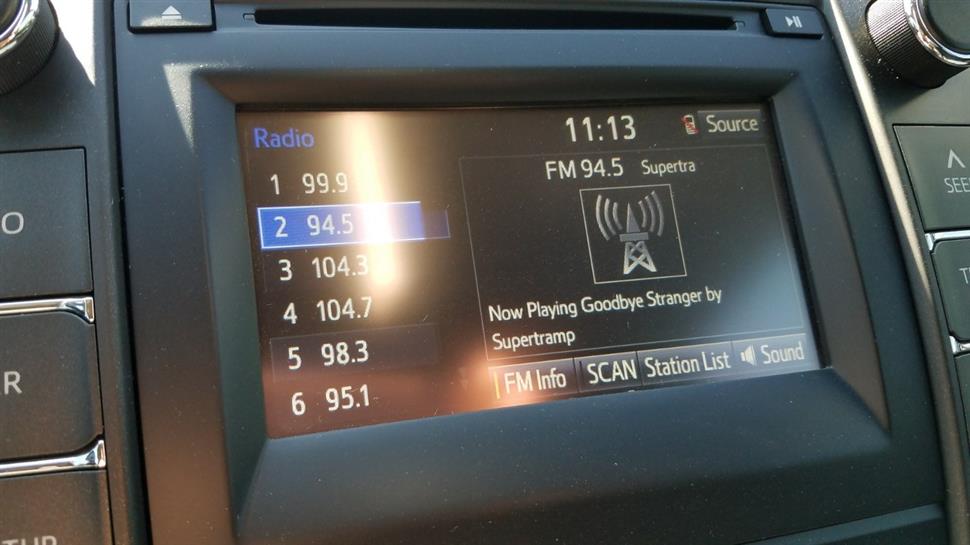 Radio
11:13
Source
1 99.9
2 94.5
3 104.3
4 104.7
5 98.3
6 95.1
FM 94.5 Supertra
Now Playing Goodbye Stranger by
Supertramp
FM Info
SCAN
Station List
Sound
O
R
SEE
T